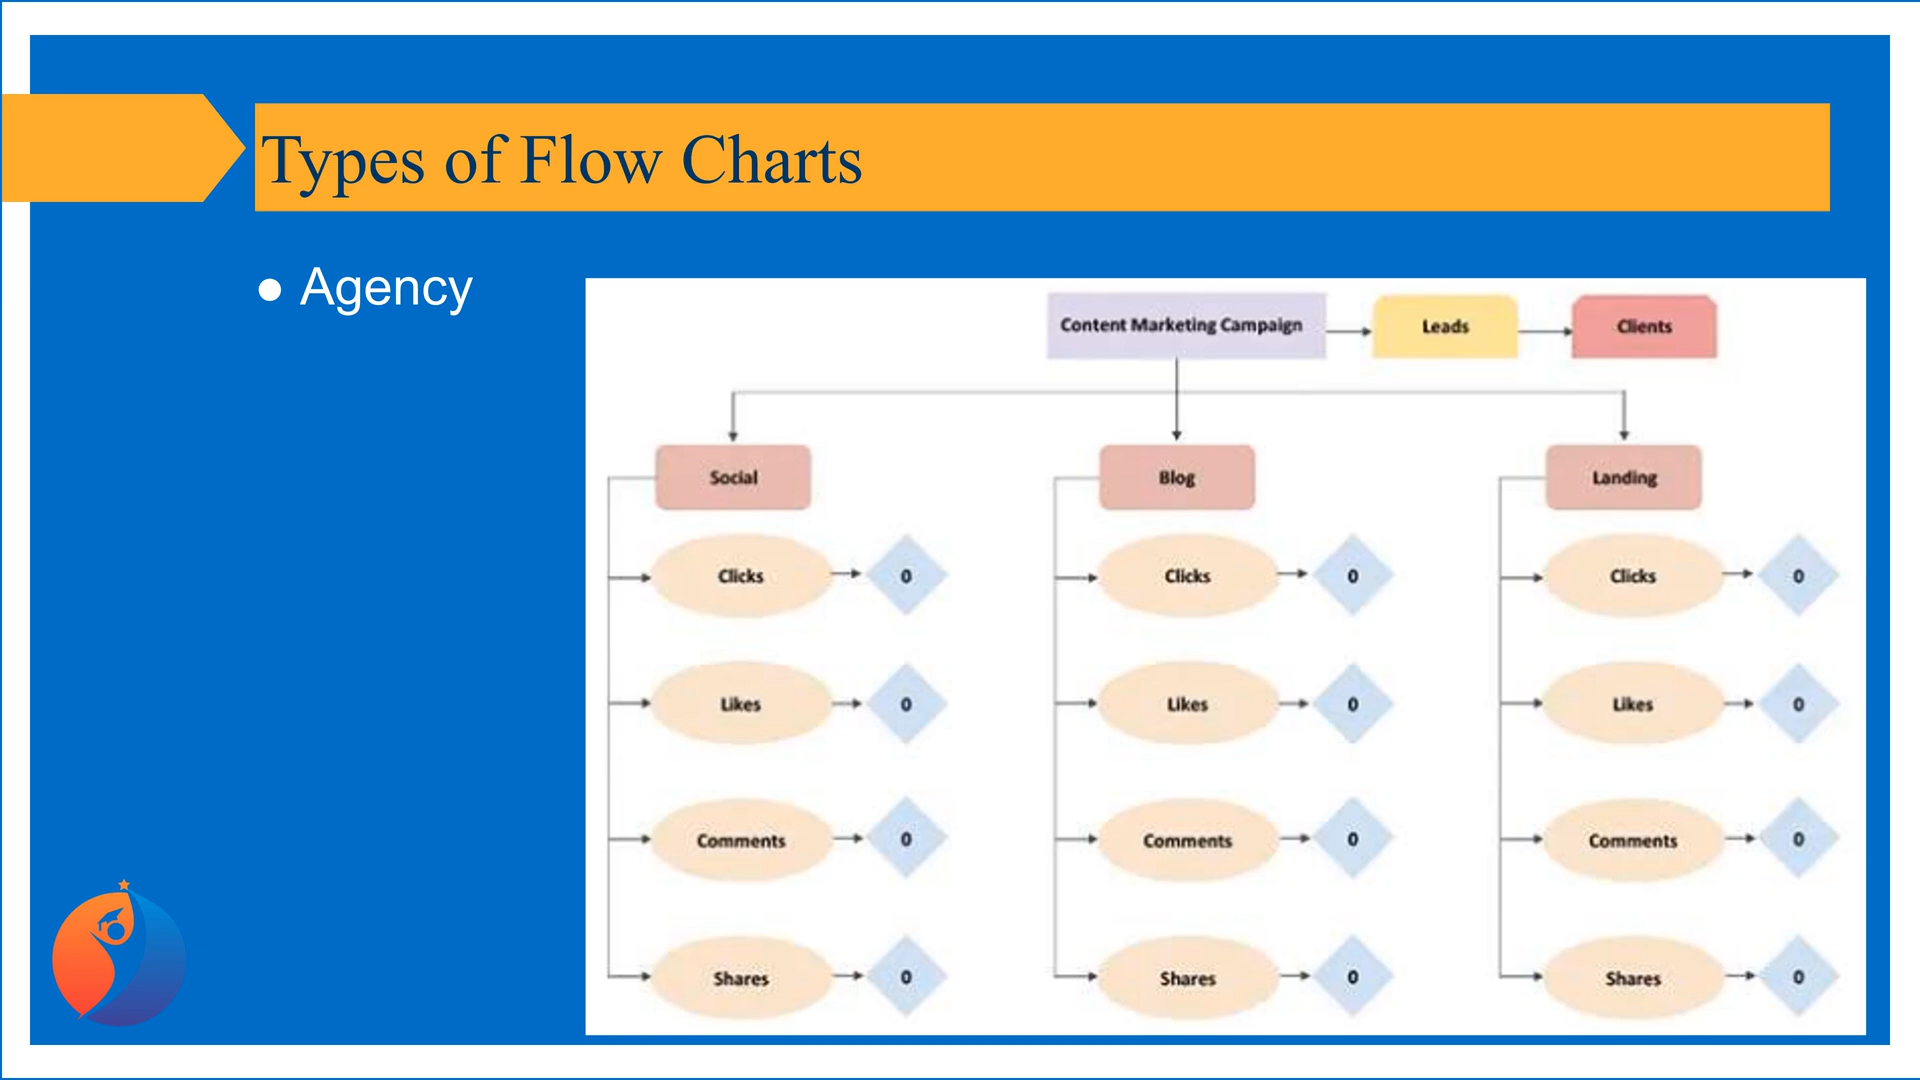 Types of Flow Charts
● Agency
Content Marketing Campaign
Leads
Clients
Social
Blog
Landing
Clicks
0
Clicks
0
Clicks
0
Likes
0
Likes
0
Likes
0
Comments
0
Comments
0
Comments
0
Shares
0
Shares
0
Shares
0